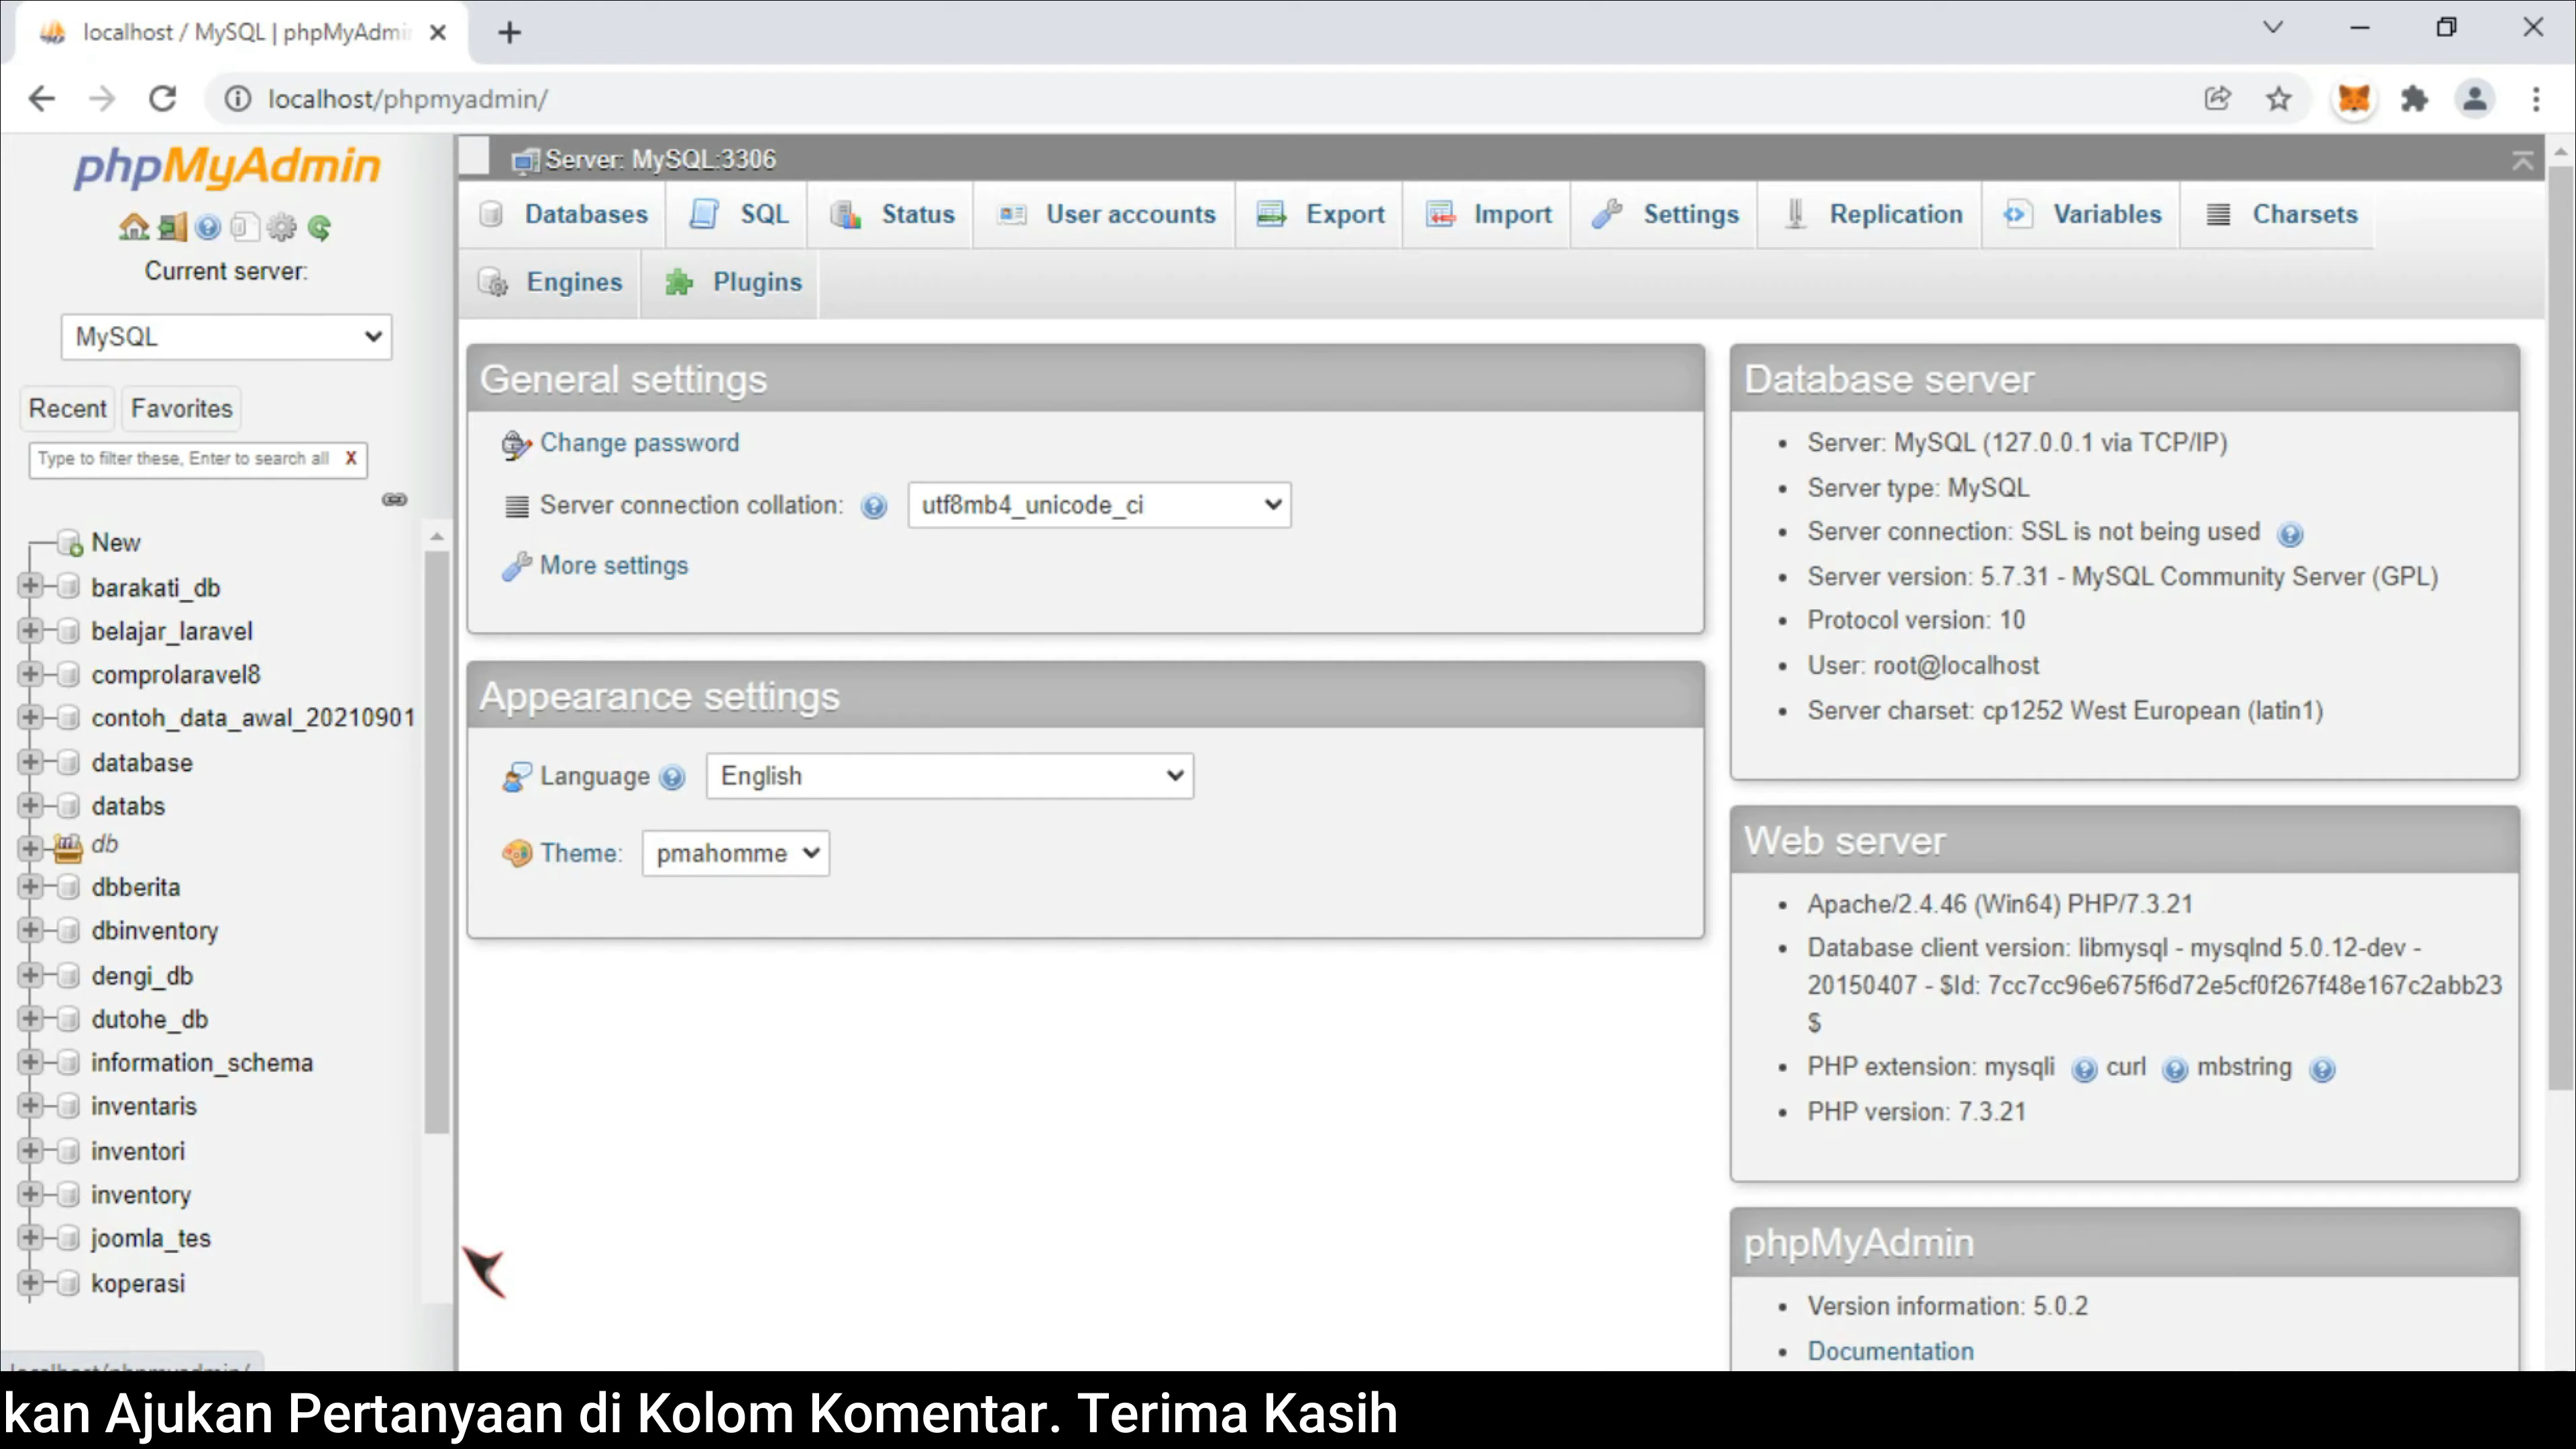 localhost / MySQL | phpMyAdmin
localhost/phpmyadmin/
phpMyAdmin
Current server:
MySQL
Recent Favorites
Type to filter these, Enter to search all X
New
barakati_db
belajar_laravel
comprolaravel8
contoh_data_awal_20210901
database
databs
db
dbberita
dbinventory
dengi_db
dutohe_db
information_schema
inventaris
inventori
inventory
joomla_tes
koperasi
localhost/phpmyadmin/
Server: MySQL:3306
Databases SQL Status User accounts Export Import Settings Replication Variables Charsets
Engines Plugins
General settings
Change password
Server connection collation: utf8mb4_unicode_ci
More settings
Appearance settings
Language English
Theme: pmahomme
Database server
Server: MySQL (127.0.0.1 via TCP/IP)
Server type: MySQL
Server connection: SSL is not being used
Server version: 5.7.31 - MySQL Community Server (GPL)
Protocol version: 10
User: root@localhost
Server charset: cp1252 West European (latin1)
Web server
Apache/2.4.46 (Win64) PHP/7.3.21
Database client version: libmysql - mysqlnd 5.0.12-dev -
20150407 - $Id: 7cc7cc96e675f6d72e5cf0f267f48e167c2abb23
$
PHP extension: mysqli curl mbstring
PHP version: 7.3.21
phpMyAdmin
Version information: 5.0.2
Documentation
kan Ajukan Pertanyaan di Kolom Komentar. Terima Kasih